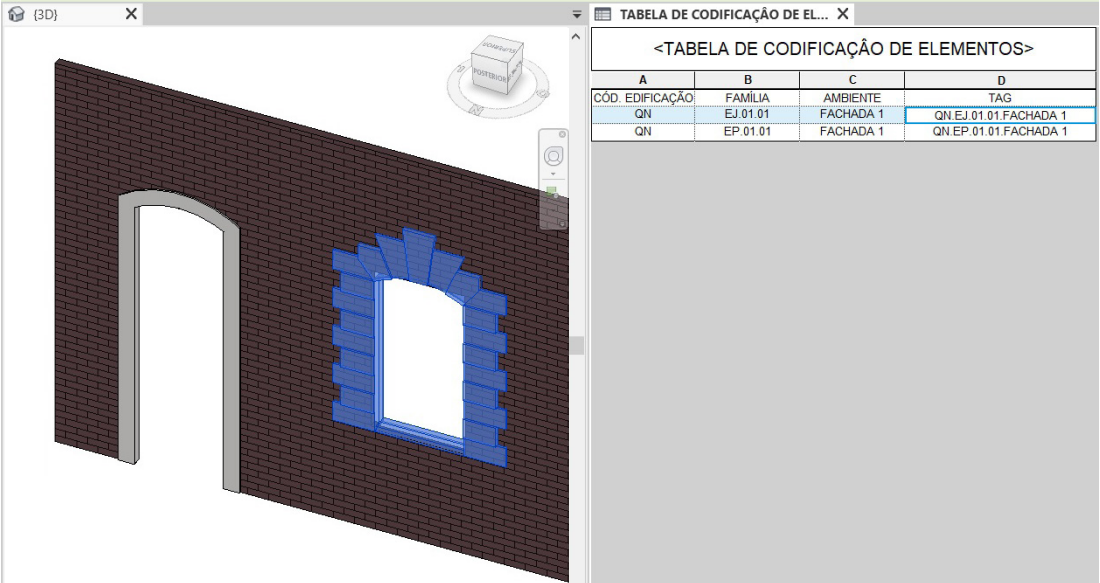 {3D}
TABELA DE CODIFICAÇÂO DE EL...
<TABELA DE CODIFICAÇÂO DE ELEMENTOS>
A B C D
CÓD. EDIFICAÇÃO FAMÍLIA AMBIENTE TAG
QN EJ.01.01 FACHADA 1 QN.EJ.01.01.FACHADA 1
QN EP.01.01 FACHADA 1 QN.EP.01.01.FACHADA 1
POSTERIOR